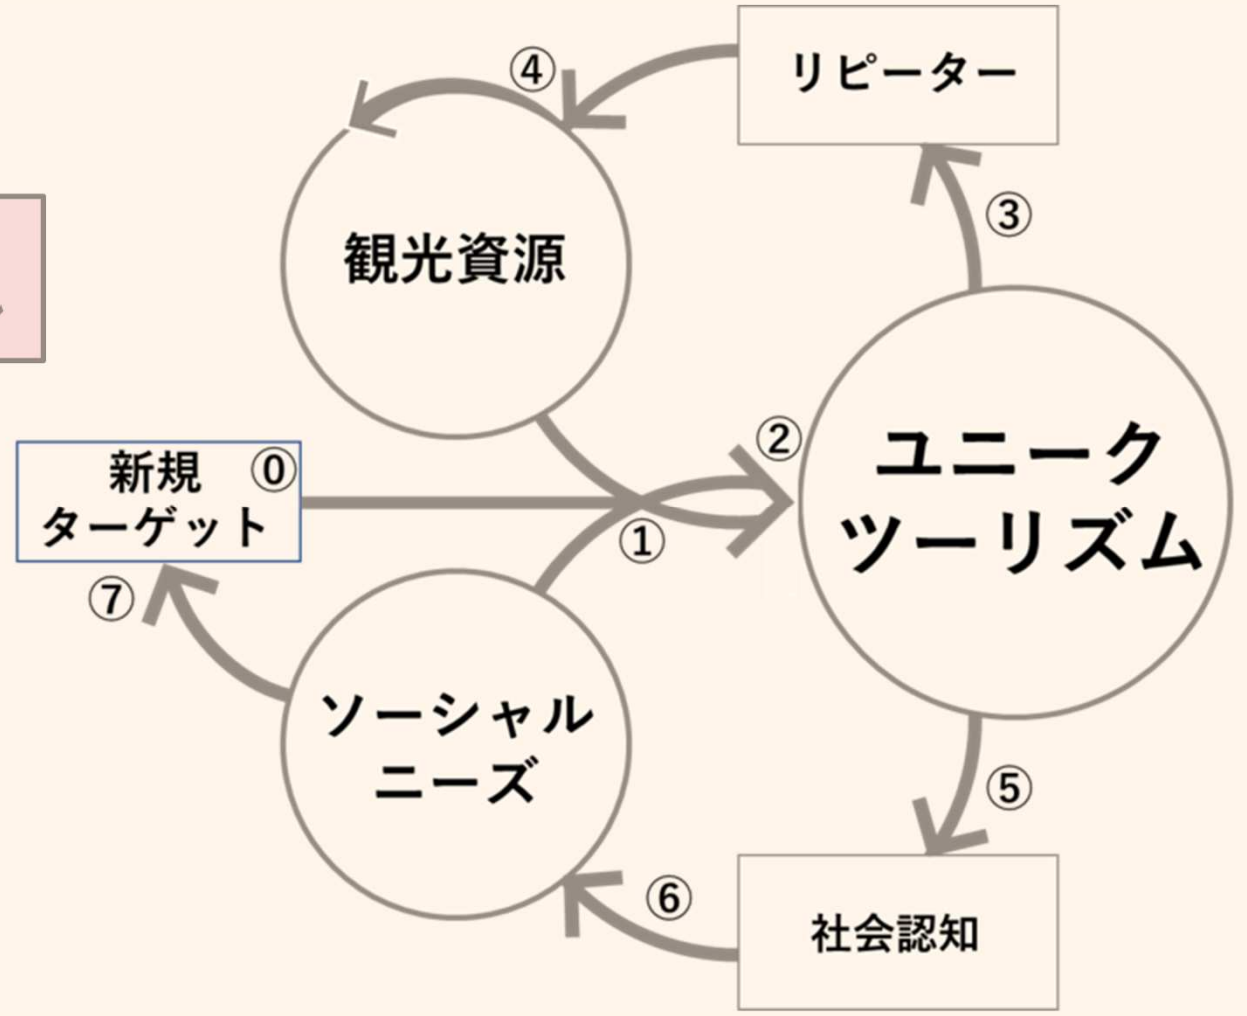 リピーター
④
③
観光資源
②
ユニーク
ツーリズム
新規
ターゲット
⓪
①
⑦
ソーシャル
ニーズ
⑤
⑥
社会認知